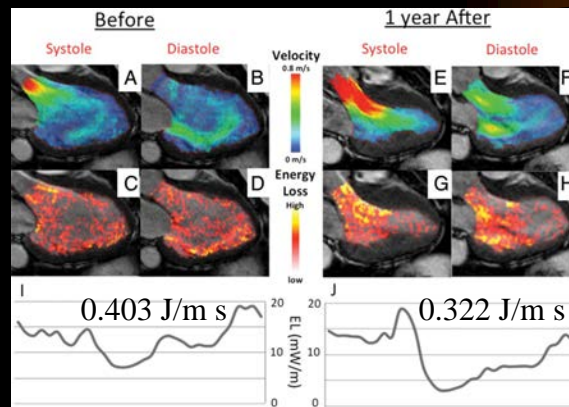 Before
1 year After
Systole
Diastole
Velocity
Systole
Diastole
0.8 m/s
A
B
E
F
0 m/s
Energy
Loss
C
D
High
G
H
low
I
J
0.403 J/m s
0.322 J/m s
20
10
0
EL (mW/m)
20
10
0